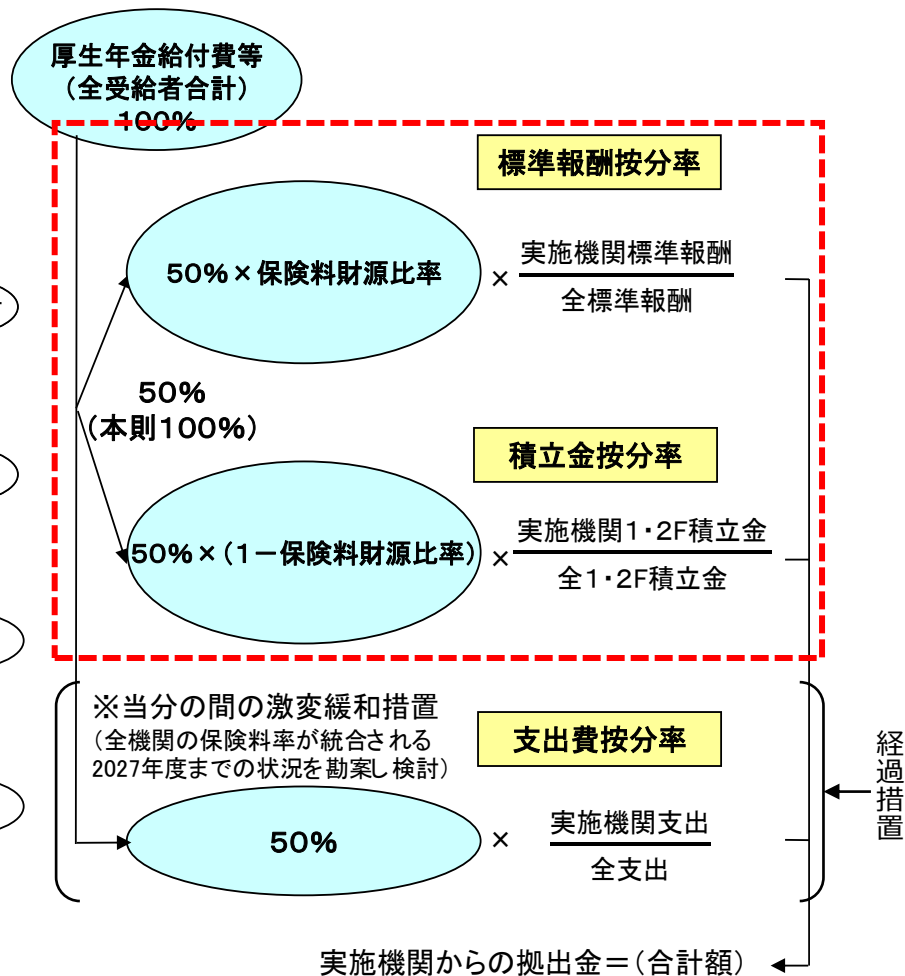 厚生年金給付費等
(全受給者合計)
100%
標準報酬按分率
50%×保険料財源比率
×
実施機関標準報酬
全標準報酬
50%
(本則100%)
積立金按分率
50%×(1-保険料財源比率)
×
実施機関1・2F積立金
全1・2F積立金
※当分の間の激変緩和措置
(全機関の保険料率が統合される
2027年度までの状況を勘案し検討)
支出費按分率
50%
×
実施機関支出
全支出
経過措置
実施機関からの拠出金=(合計額)